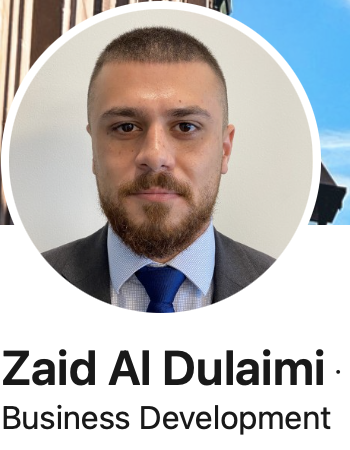 Zaid Al Dulaimi ·
Business Development